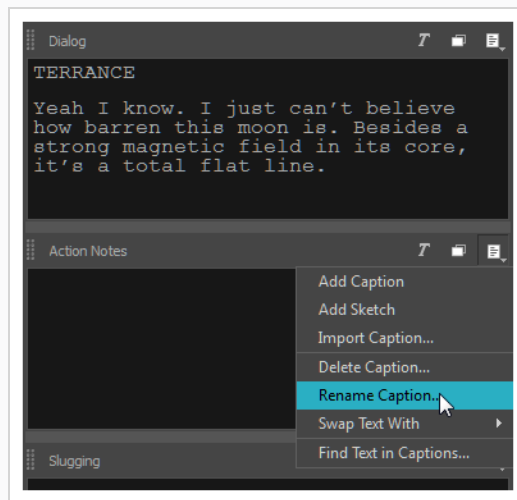 Dialog T
TERRANCE
Yeah I know. I just can't believe
how barren this moon is. Besides a
strong magnetic field in its core,
it's a total flat line.
Action Notes T
Add Caption
Add Sketch
Import Caption...
Delete Caption...
Rename Caption...
Swap Text With
Find Text in Captions...
Slugging